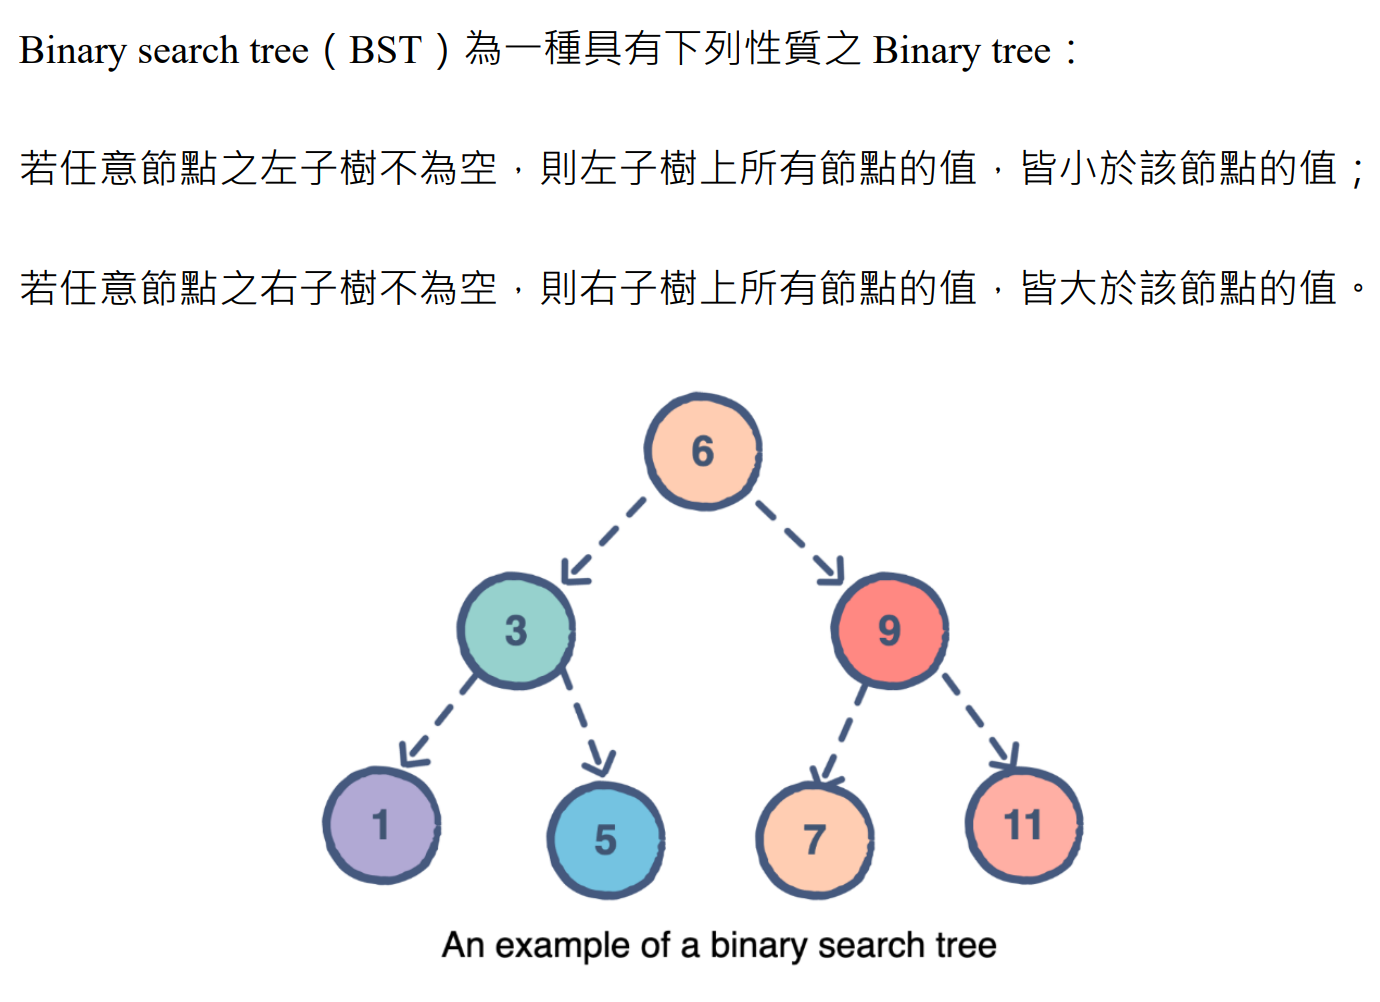 Binary search tree（BST）為一種具有下列性質之 Binary tree：
若任意節點之左子樹不為空，則左子樹上所有節點的值，皆小於該節點的值；
若任意節點之右子樹不為空，則右子樹上所有節點的值，皆大於該節點的值。
6
3
9
1
5
7
11
An example of a binary search tree